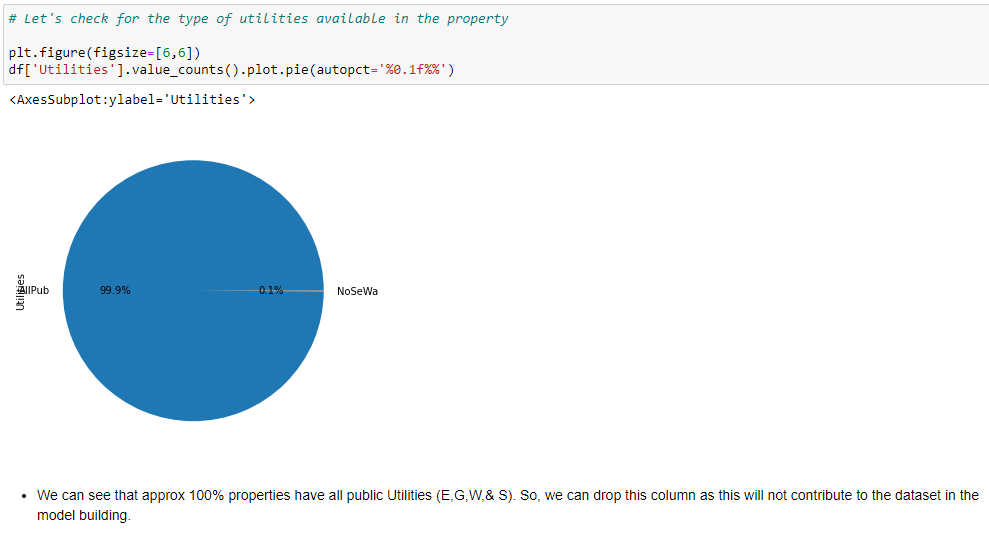 # Let's check for the type of utilities available in the property
plt.figure(figsize=[6,6])
df['Utilities'].value_counts().plot.pie(autopct='%0.1f%%')
<AxesSubplot:ylabel='Utilities'>
Utilities
AllPub
99.9%
0.1%
NoSeWa
• We can see that approx 100% properties have all public Utilities (E,G,W,& S). So, we can drop this column as this will not contribute to the dataset in the
model building.